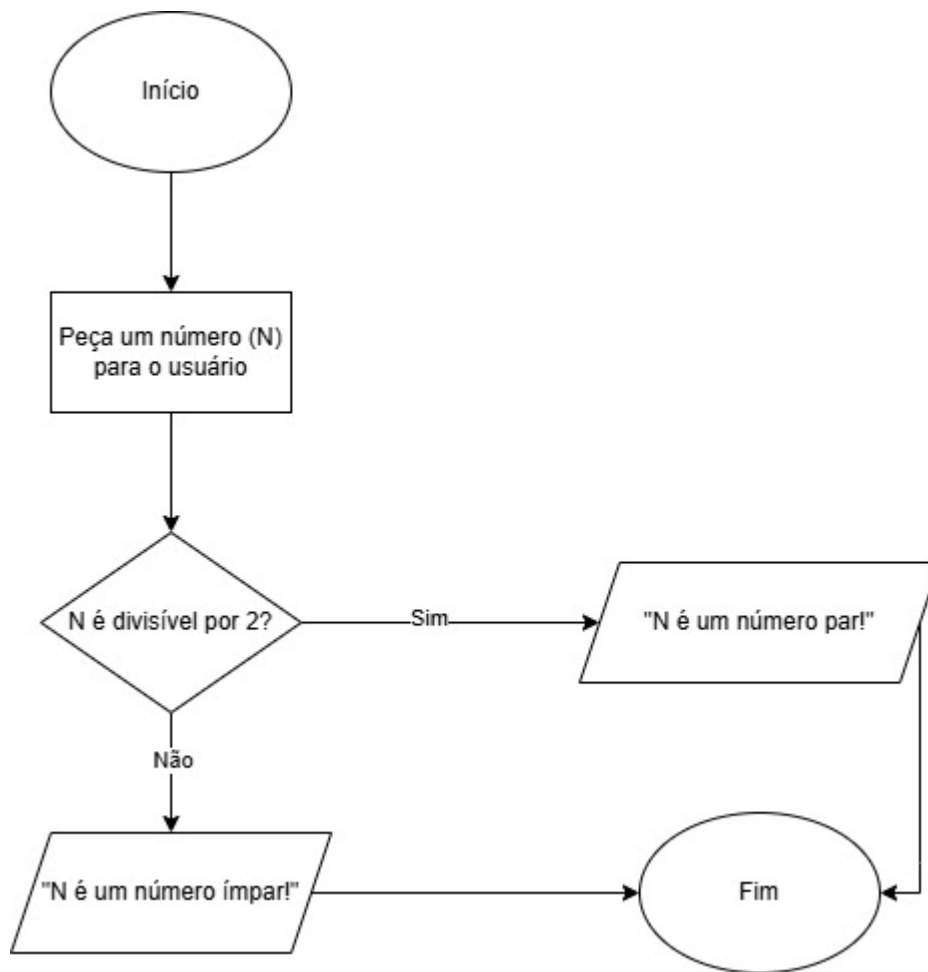 Início
Peça um número (N)
para o usuário
N é divisível por 2?
Sim
"N é um número par!"
Não
"N é um número ímpar!"
Fim